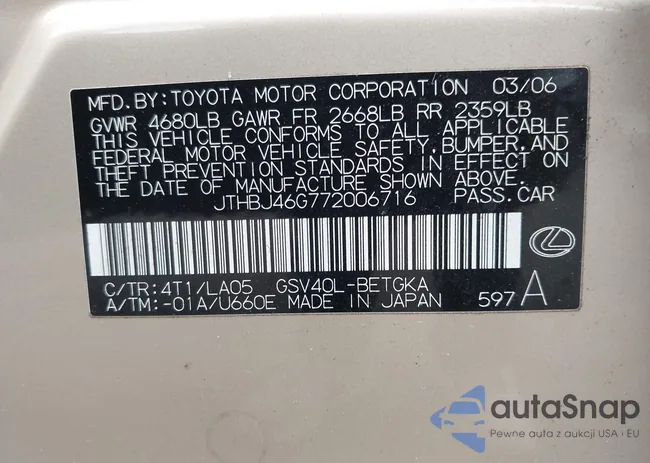 MFD. BY: TOYOTA MOTOR CORPORATION 03/06
GVWR 4680LB GAWR FR 2668LB RR 2359LB
THIS VEHICLE CONFORMS TO ALL APPLICABLE
FEDERAL MOTOR VEHICLE SAFETY, BUMPER, AND
THEFT PREVENTION STANDARDS IN EFFECT ON
THE DATE OF MANUFACTURE SHOWN ABOVE.
JTHBJ46G772006716 PASS. CAR
C/TR: 4T1/LA05 GSV40L-BETGKA
A/TM: -01A/U660E MADE IN JAPAN 597 A
autoSnap
Pewne auta z aukcji USA i EU